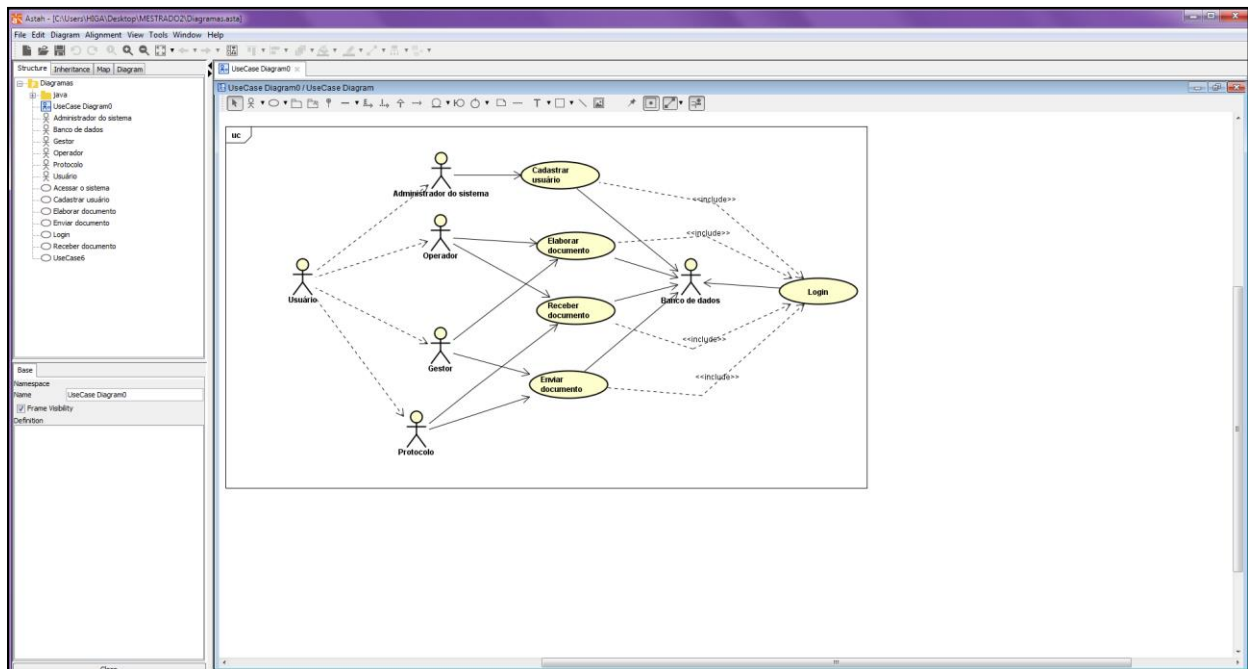 Astah - [C:\Users\HIGA\Desktop\MESTRADO2\Diagramas.asta]
File Edit Diagram Alignment View Tools Window Help
Structure Inheritance Map Diagram
Diagramas
java
UseCase Diagram0
Administrador do sistema
Banco de dados
Gestor
Operador
Protocolo
Usuário
Acessar o sistema
Cadastrar usuário
Elaborar documento
Enviar documento
Login
Receber documento
UseCase6
Base
Namespace
Name UseCase Diagram0
Frame Visibility
Definition
UseCase Diagram0
UseCase Diagram0 / UseCase Diagram
T
uc
Administrador do sistema
Cadastrar
usuário
<<include>>
Operador
Elaborar
documento
<<include>>
Usuário
Banco de dados
Login
Receber
documento
<<include>>
Gestor
Enviar
documento
<<include>>
Protocolo